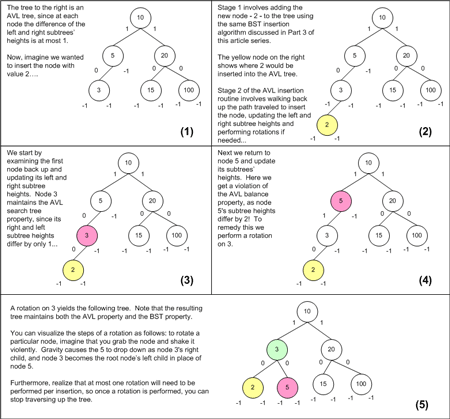 The tree to the right is an
AVL tree, since at each
node the difference of the
left and right subtrees'
heights is at most 1.
Now, imagine we wanted
to insert the node with
value 2....
10
1 1
5 20
0 -1 0 0
3 15 100
-1 -1 -1 -1 -1 -1
(1)
Stage 1 involves adding the
new node - 2 - to the tree using
the same BST insertion
algorithm discussed in Part 3 of
this article series.
The yellow node on the right
shows where 2 would be
inserted into the AVL tree.
Stage 2 of the AVL insertion
routine involves walking back
up the path traveled to insert
the node, updating the left and
right subtree heights and
performing rotations if
needed...
10
1 1
5 20
0 -1 0 0
3 15 100
-1 -1 -1 -1 -1 -1
2
-1 -1
(2)
We start by
examining the first
node back up and
updating its left and
right subtree
heights. Node 3
maintains the AVL
search tree
property, since its
right and left
subtree heights
differ by only 1...
10
1 1
5 20
0 -1 0 0
3 15 100
0 -1 -1 -1 -1 -1
2
-1 -1
(3)
Next we return to
node 5 and update
its subtrees'
heights. Here we
get a violation of
the AVL balance
property, as node
5's subtree heights
differ by 2! To
remedy this we
perform a rotation
on 3.
10
1 1
5 20
1 -1 0 0
3 15 100
0 -1 -1 -1 -1 -1
2
-1 -1
(4)
A rotation on 3 yields the following tree. Note that the resulting
tree maintains both the AVL property and the BST property.
You can visualize the steps of a rotation as follows: to rotate a
particular node, imagine that you grab the node and shake it
violently. Gravity causes the 5 to drop down as node 3's right
child, and node 3 becomes the root node's left child in place of
node 5.
Furthermore, realize that at most one rotation will need to be
performed per insertion, so once a rotation is performed, you can
stop traversing up the tree.
10
1 1
3 20
0 0 0 0
2 5 15 100
-1 -1 -1 -1 -1 -1 -1 -1
(5)